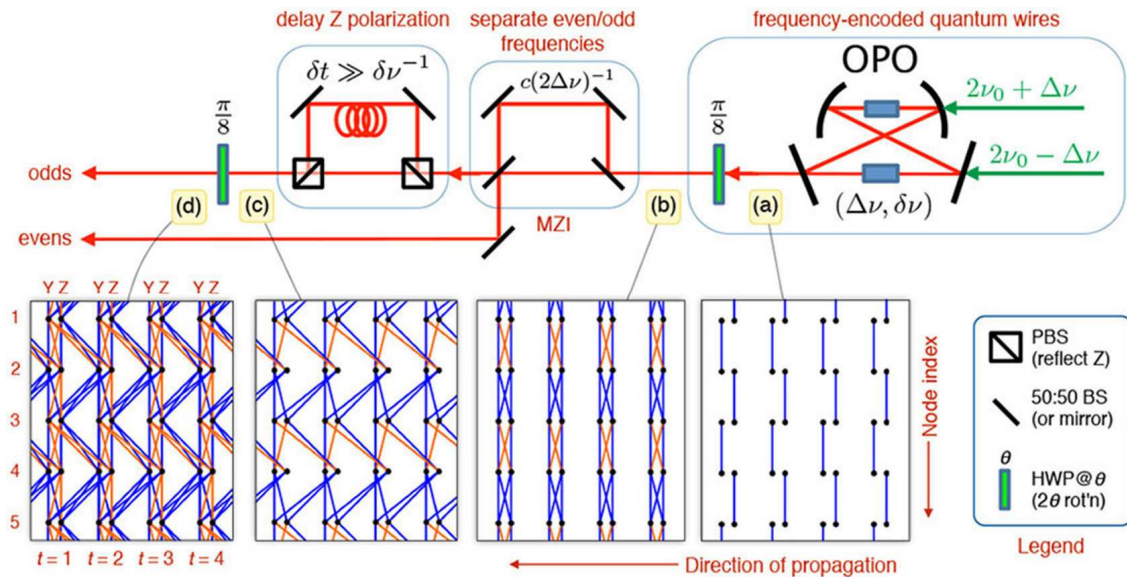 delay Z polarization
separate even/odd
frequencies
frequency-encoded quantum wires
δt ≫ δν⁻¹
c(2Δν)⁻¹
OPO
2ν₀ + Δν
2ν₀ − Δν
(Δν, δν)
π/8
π/8
odds
evens
MZI
(d)
(c)
(b)
(a)
Y Z Y Z Y Z Y Z
1
2
3
4
5
t = 1 t = 2 t = 3 t = 4
Direction of propagation
Node index
PBS
(reflect Z)
50:50 BS
(or mirror)
θ
HWP@θ
(2θ rot'n)
Legend